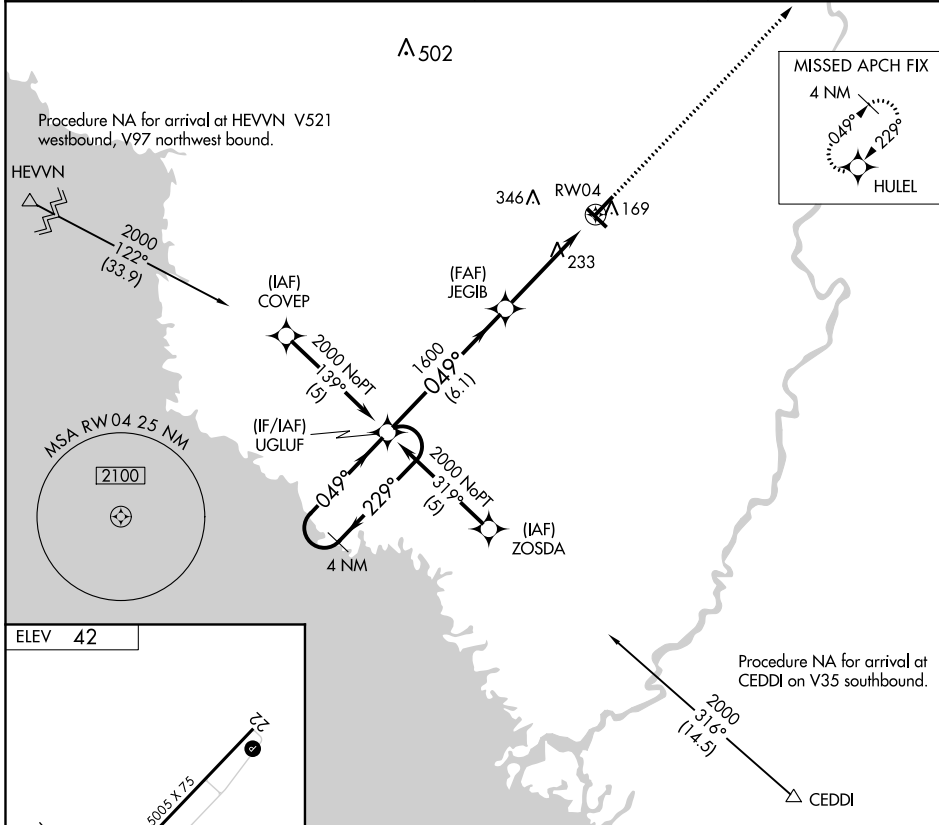 502
MISSED APCH FIX
4 NM
049°
229°
HULEL
Procedure NA for arrival at HEVVN V521
westbound, V97 northwest bound.
HEVVN
2000
122°
(33.9)
346
RW04
169
233
(FAF)
JEGIB
(IAF)
COVEP
2000 NoPT
139°
(5)
1600
049°
(6.1)
(IF/IAF)
UGLUF
2000 NoPT
319°
(5)
049°
229°
4 NM
(IAF)
ZOSDA
MSA RW04 25 NM
2100
ELEV 42
22
P
5005 X 75
Procedure NA for arrival at
CEDDI on V35 southbound.
2000
316°
(14.5)
CEDDI